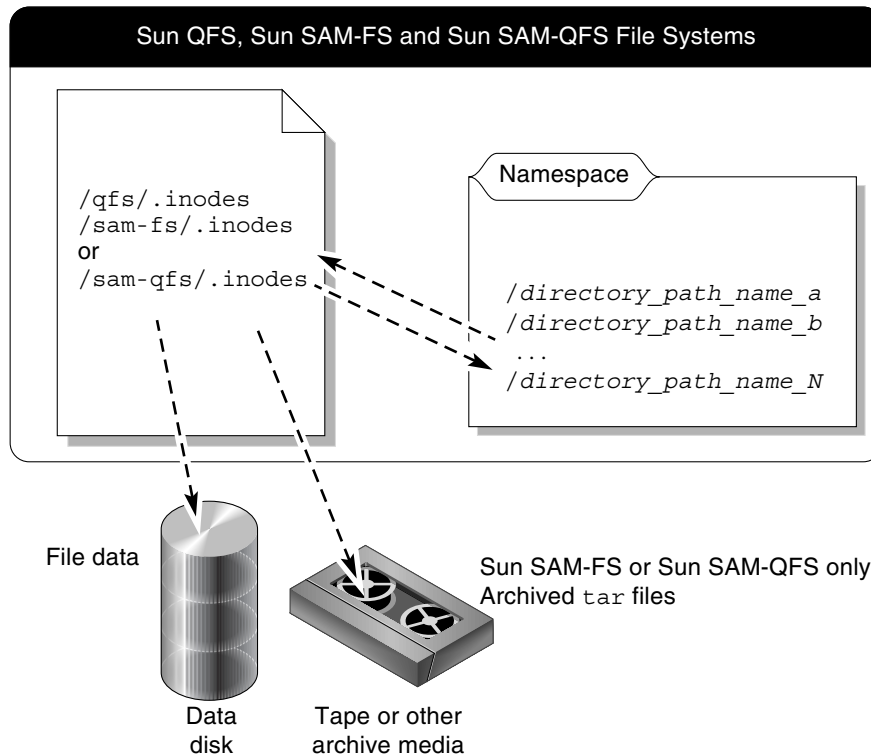 Sun QFS, Sun SAM-FS and Sun SAM-QFS File Systems
/qfs/.inodes
/sam-fs/.inodes
or
/sam-qfs/.inodes
Namespace
/directory_path_name_a
/directory_path_name_b
...
/directory_path_name_N
File data
Data
disk
Tape or other
archive media
Sun SAM-FS or Sun SAM-QFS only
Archived tar files